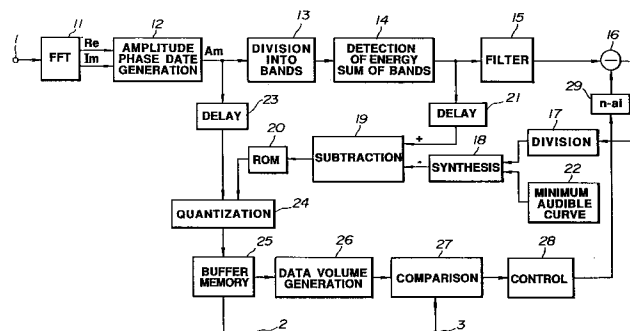 1
11
FFT
Re
Im
12
AMPLITUDE
PHASE DATE
GENERATION
Am
13
DIVISION
INTO
BANDS
14
DETECTION
OF ENERGY
SUM OF BANDS
15
FILTER
16
DELAY
23
DELAY
21
29
n-al
17
DIVISION
18
SYNTHESIS
19
SUBTRACTION
+
-
20
ROM
22
MINIMUM
AUDIBLE
CURVE
24
QUANTIZATION
25
BUFFER
MEMORY
26
DATA VOLUME
GENERATION
27
COMPARISON
28
CONTROL
2
3